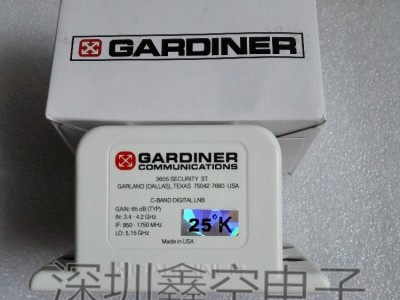 GARDINER
GARDINER
COMMUNICATIONS
3605 SECURITY ST.
GARLAND (DALLAS), TEXAS 75042-7680 USA
C-BAND DIGITAL LNB
GAIN: 65 dB (TYP)
IN: 3.4 - 4.2 GHz
IF: 950 - 1750 MHz
LO: 5.15 GHz
25°K
Made in USA
深圳鑫空电子